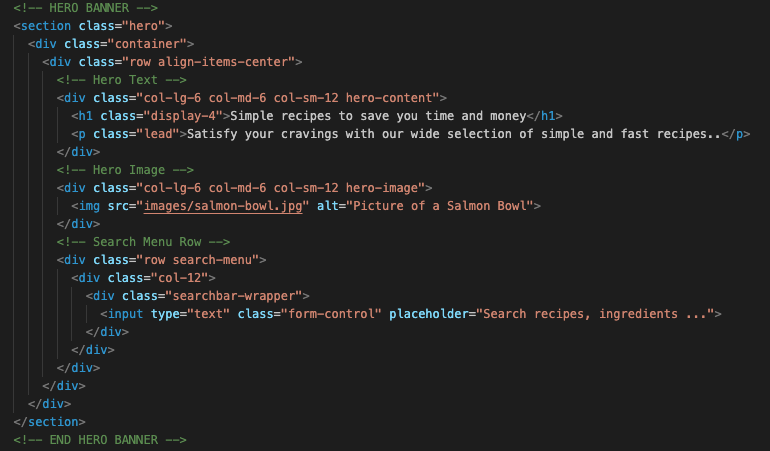 <!-- HERO BANNER -->
<section class="hero">
  <div class="container">
    <div class="row align-items-center">
      <!-- Hero Text -->
      <div class="col-lg-6 col-md-6 col-sm-12 hero-content">
        <h1 class="display-4">Simple recipes to save you time and money</h1>
        <p class="lead">Satisfy your cravings with our wide selection of simple and fast recipes..</p>
      </div>
      <!-- Hero Image -->
      <div class="col-lg-6 col-md-6 col-sm-12 hero-image">
        <img src="images/salmon-bowl.jpg" alt="Picture of a Salmon Bowl">
      </div>
      <!-- Search Menu Row -->
      <div class="row search-menu">
        <div class="col-12">
          <div class="searchbar-wrapper">
            <input type="text" class="form-control" placeholder="Search recipes, ingredients ...">
          </div>
        </div>
      </div>
    </div>
  </div>
</section>
<!-- END HERO BANNER -->